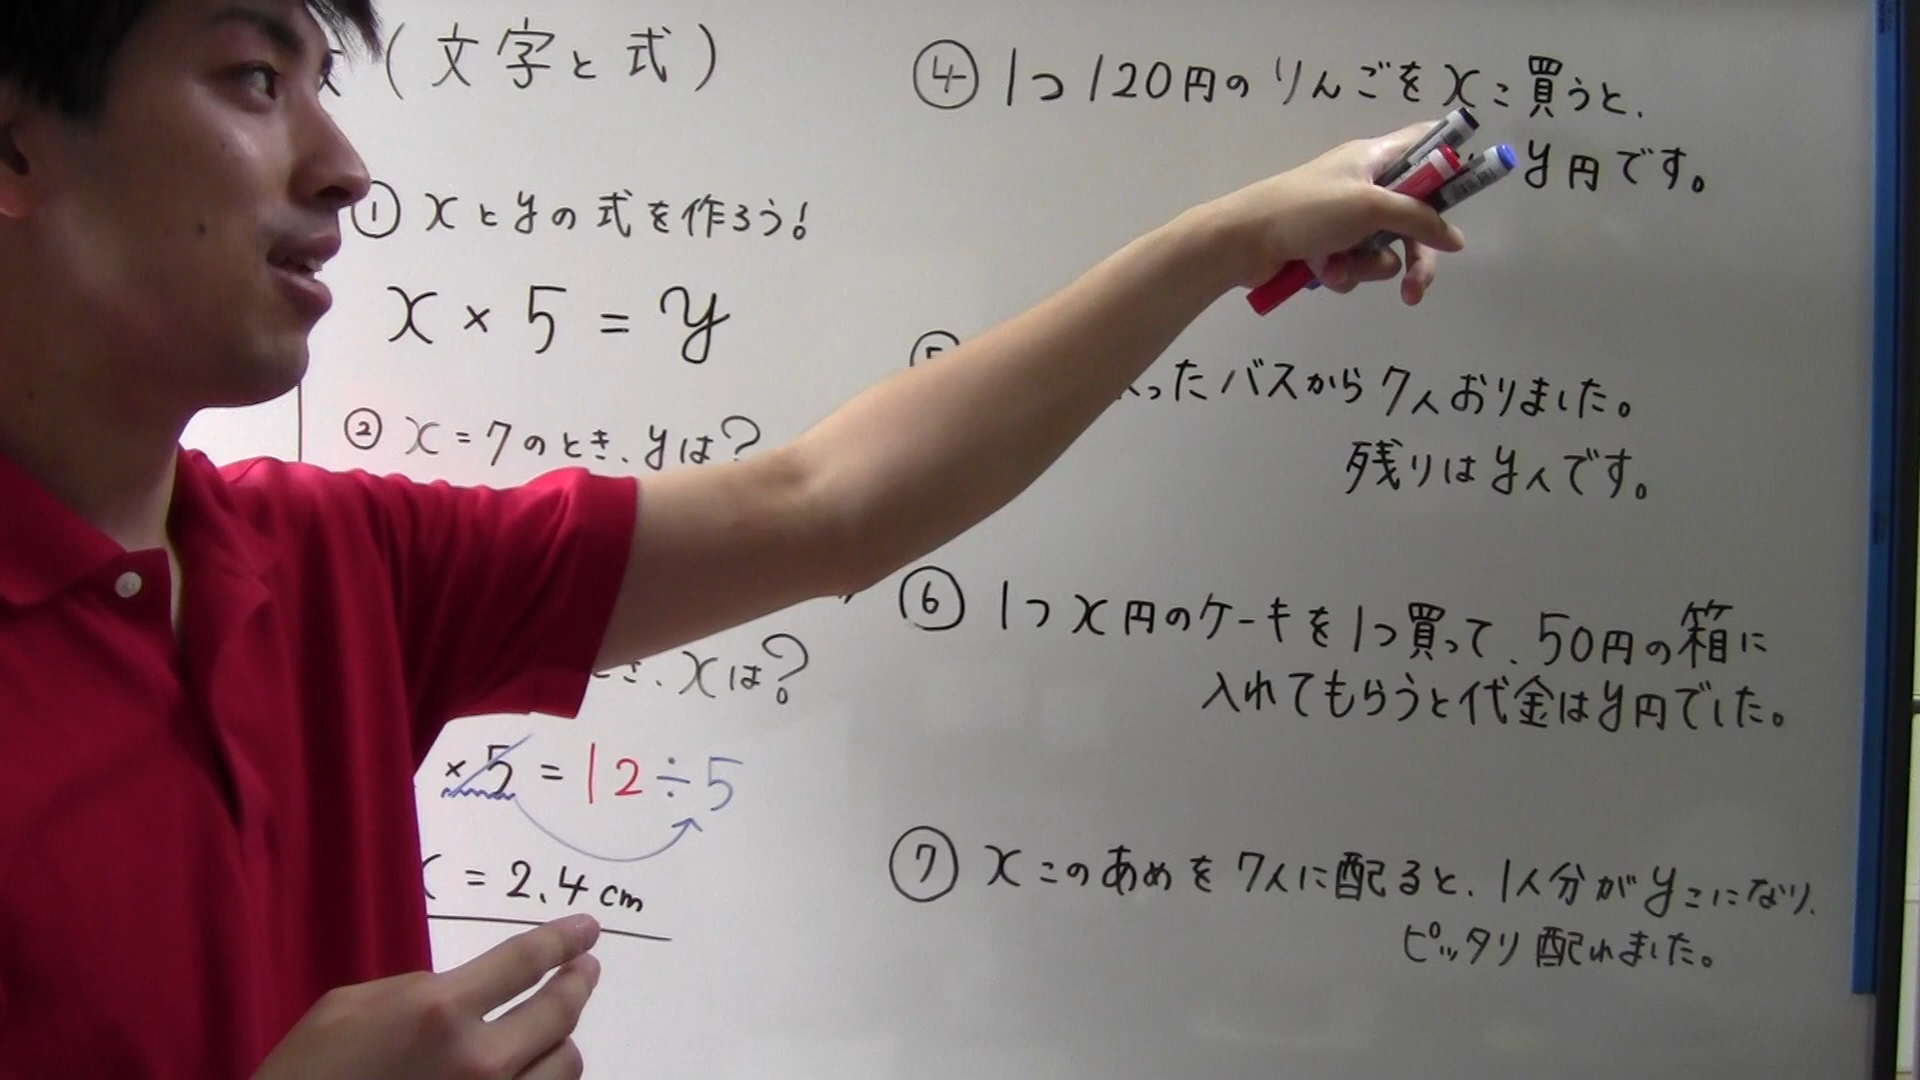 (文字と式)
① xとyの式を作ろう!
x × 5 = y
② x=7のとき、yは?
き、xは?
×5 = 12÷5
x = 2.4cm
④ 1つ120円のりんごをxこ買うと、
y円です。
⑤ ったバスから7人おりました。
残りはy人です。
⑥ 1つx円のケーキを1つ買って、50円の箱に
入れてもらうと代金はy円でした。
⑦ xこのあめを7人に配ると、1人分がyこになり、
ピッタリ配れました。